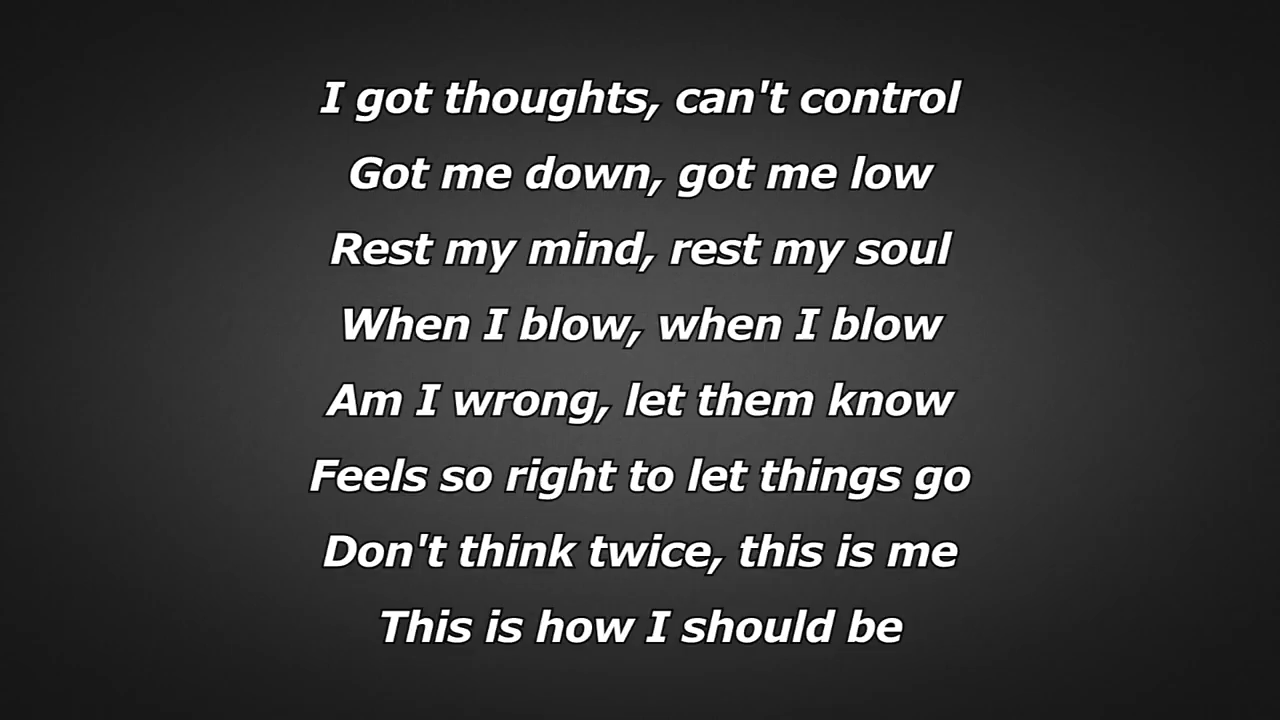 I got thoughts, can't control
Got me down, got me low
Rest my mind, rest my soul
When I blow, when I blow
Am I wrong, let them know
Feels so right to let things go
Don't think twice, this is me
This is how I should be